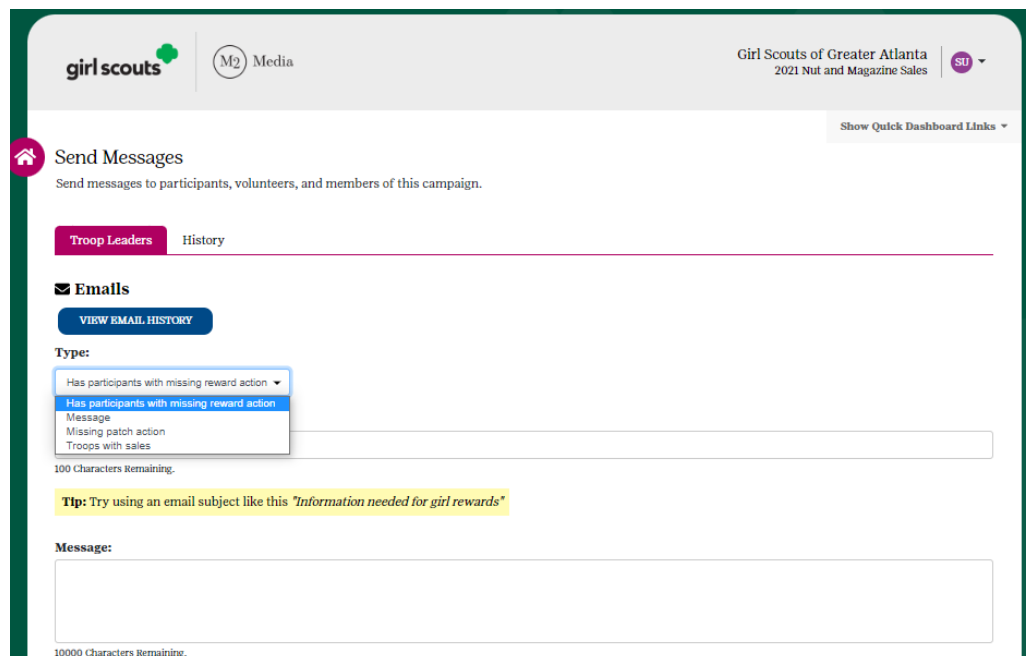 girl scouts
M2 Media
Girl Scouts of Greater Atlanta
2021 Nut and Magazine Sales
SU
Show Quick Dashboard Links
Send Messages
Send messages to participants, volunteers, and members of this campaign.
Troop Leaders
History
Emails
VIEW EMAIL HISTORY
Type:
Has participants with missing reward action
Has participants with missing reward action
Message
Missing patch action
Troops with sales
100 Characters Remaining.
Tip: Try using an email subject like this "Information needed for girl rewards"
Message:
10000 Characters Remaining.